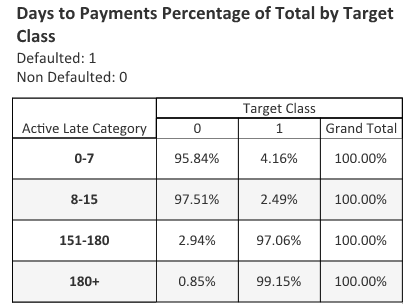 Days to Payments Percentage of Total by Target
Class
Defaulted: 1
Non Defaulted: 0
Target Class
Active Late Category 0 1 Grand Total
0-7 95.84% 4.16% 100.00%
8-15 97.51% 2.49% 100.00%
151-180 2.94% 97.06% 100.00%
180+ 0.85% 99.15% 100.00%